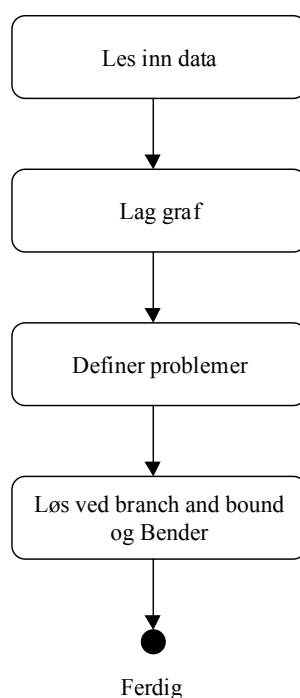 Les inn data
Lag graf
Definer problemer
Løs ved branch and bound
og Bender
Ferdig